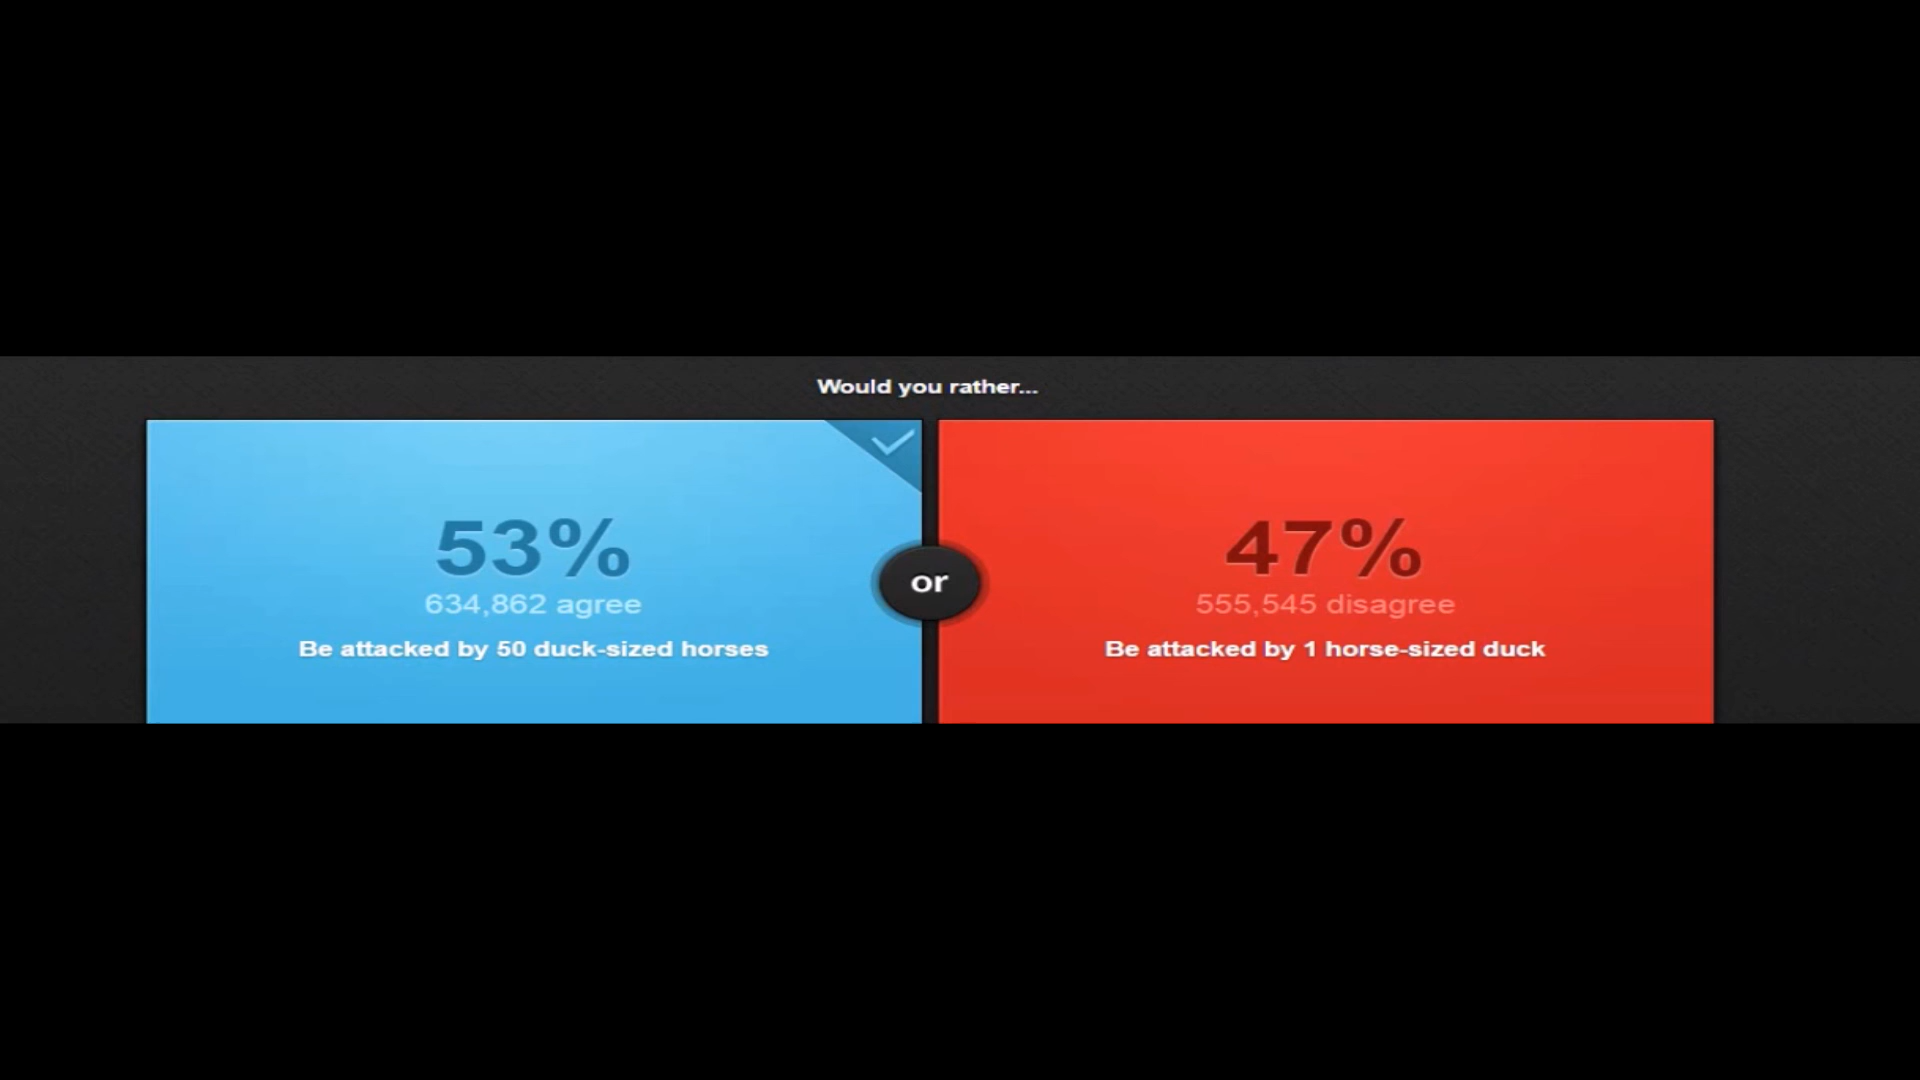 Would you rather...
53%
634,862 agree
Be attacked by 50 duck-sized horses
or
47%
555,545 disagree
Be attacked by 1 horse-sized duck